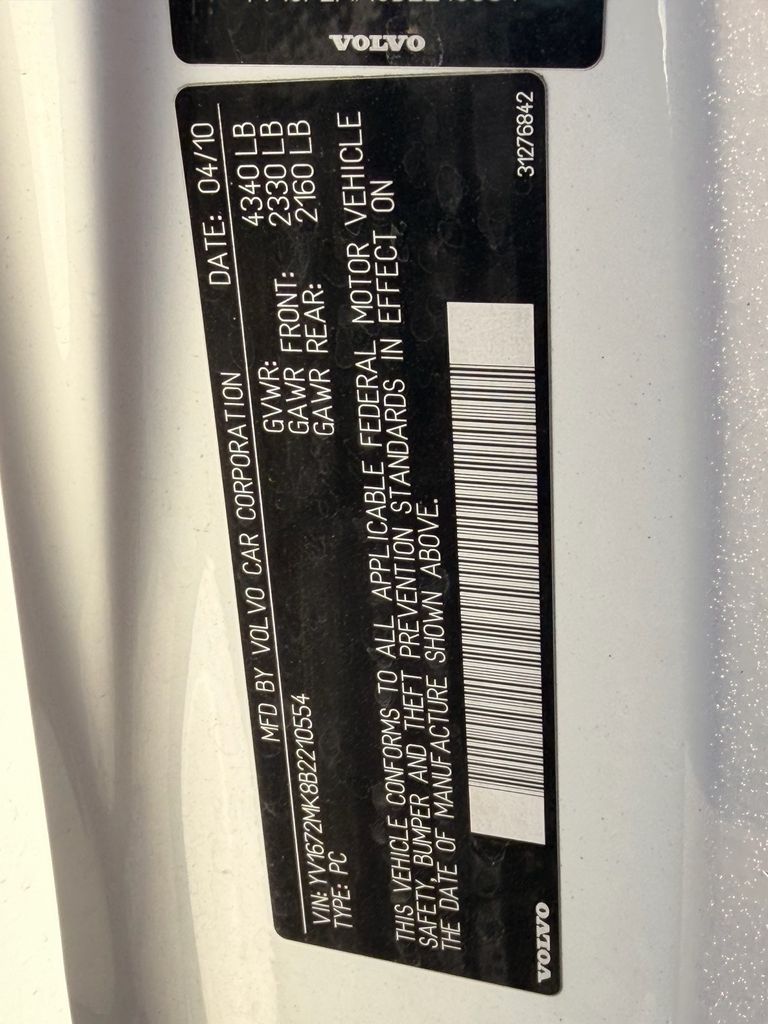 VOLVO
MFD BY VOLVO CAR CORPORATION DATE: 04/10
VIN: YV1672MK8B2210554 GVWR: 4340 LB
TYPE: PC GAWR FRONT: 2330 LB
GAWR REAR: 2160 LB
THIS VEHICLE CONFORMS TO ALL APPLICABLE FEDERAL MOTOR VEHICLE
SAFETY, BUMPER AND THEFT PREVENTION STANDARDS IN EFFECT ON
THE DATE OF MANUFACTURE SHOWN ABOVE.
VOLVO 31276842